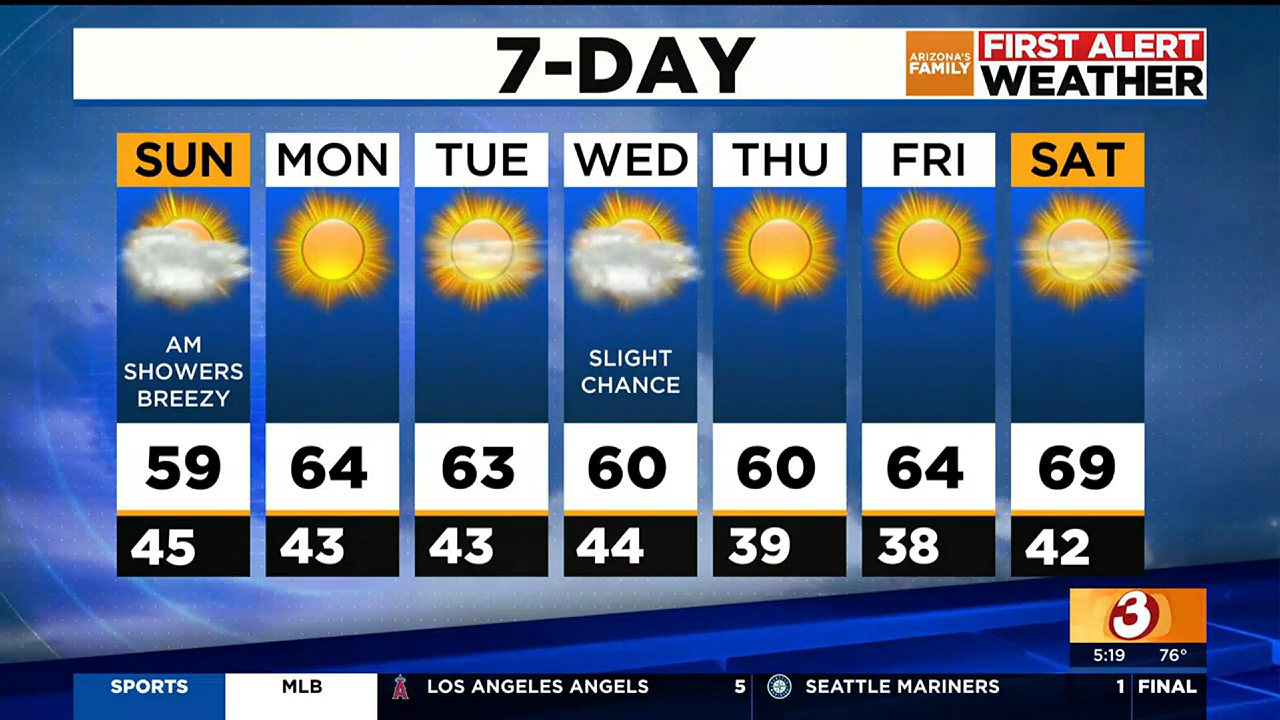 7-DAY
ARIZONA'S
FAMILY
FIRST ALERT
WEATHER
SUN MON TUE WED THU FRI SAT
AM
SHOWERS
BREEZY
SLIGHT
CHANCE
59 64 63 60 60 64 69
45 43 43 44 39 38 42
3
5:19 76°
SPORTS MLB LOS ANGELES ANGELS 5 SEATTLE MARINERS 1 FINAL